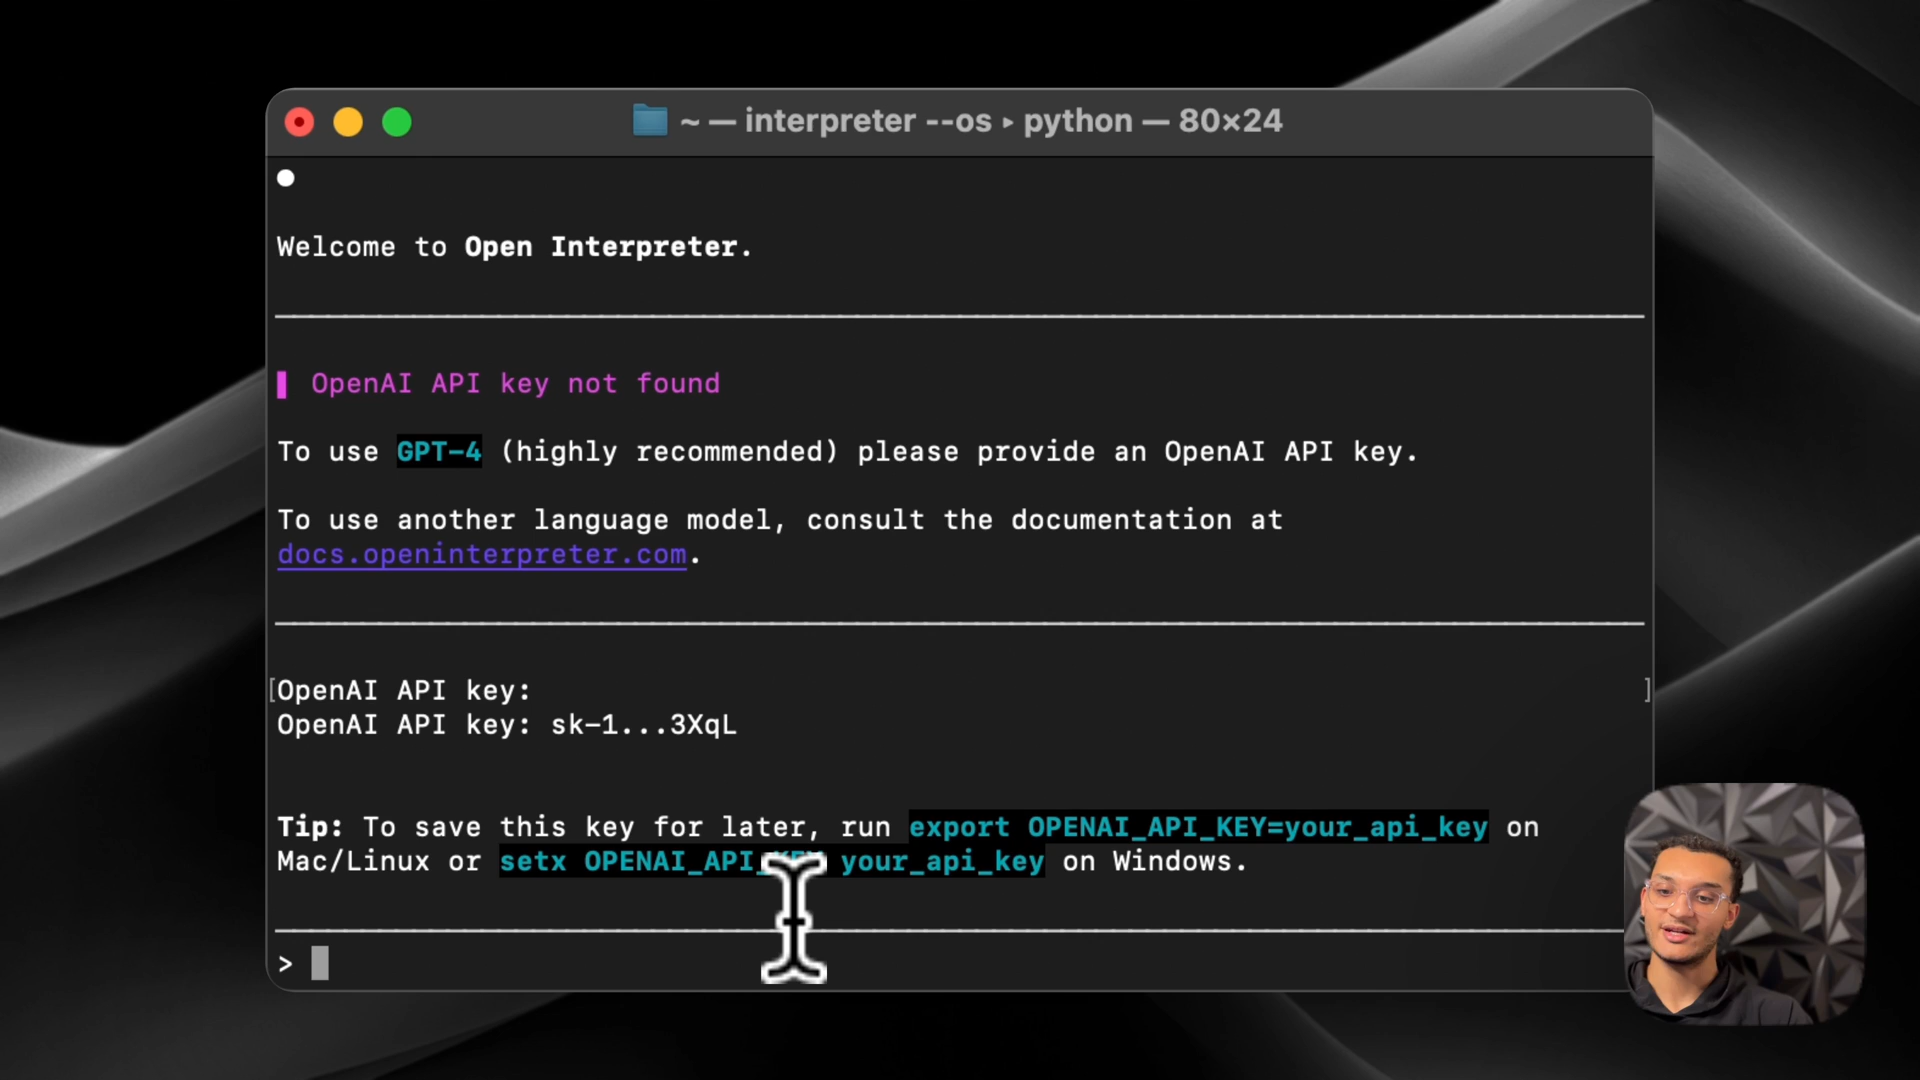 ~ — interpreter --os ▸ python — 80×24
Welcome to Open Interpreter.
OpenAI API key not found
To use GPT-4 (highly recommended) please provide an OpenAI API key.
To use another language model, consult the documentation at
docs.openinterpreter.com.
[OpenAI API key: ]
OpenAI API key: sk-1...3XqL
Tip: To save this key for later, run export OPENAI_API_KEY=your_api_key on
Mac/Linux or setx OPENAI_API_KEY your_api_key on Windows.
>